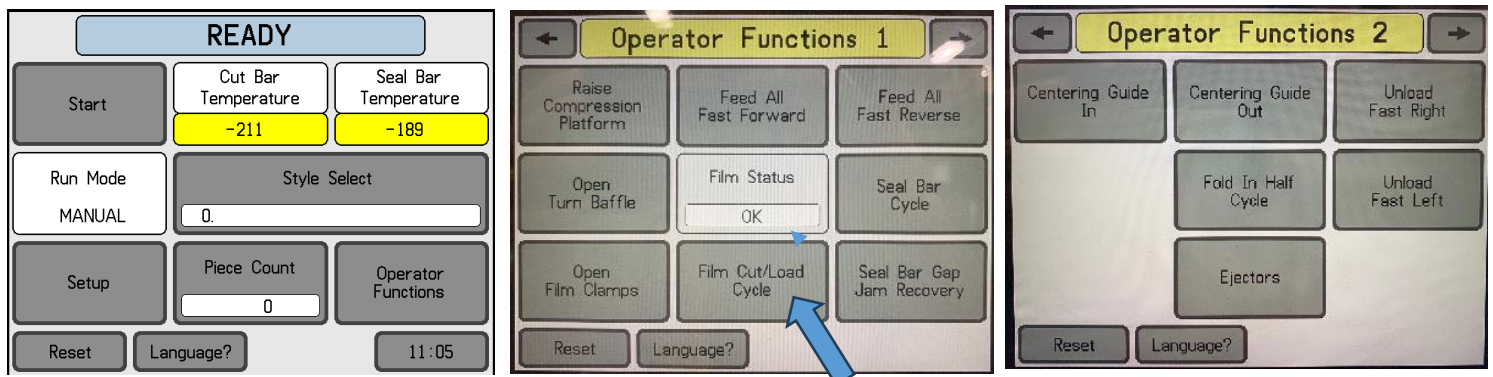 READY
Start
Cut Bar
Temperature
-211
Seal Bar
Temperature
-189
Run Mode
MANUAL
Style Select
0.
Setup
Piece Count
0
Operator
Functions
Reset
Language?
11:05
Operator Functions 1
Raise
Compression
Platform
Feed All
Fast Forward
Feed All
Fast Reverse
Open
Turn Baffle
Film Status
OK
Seal Bar
Cycle
Open
Film Clamps
Film Cut/Load
Cycle
Seal Bar Gap
Jam Recovery
Reset
Language?
Operator Functions 2
Centering Guide
In
Centering Guide
Out
Unload
Fast Right
Fold In Half
Cycle
Unload
Fast Left
Ejectors
Reset
Language?